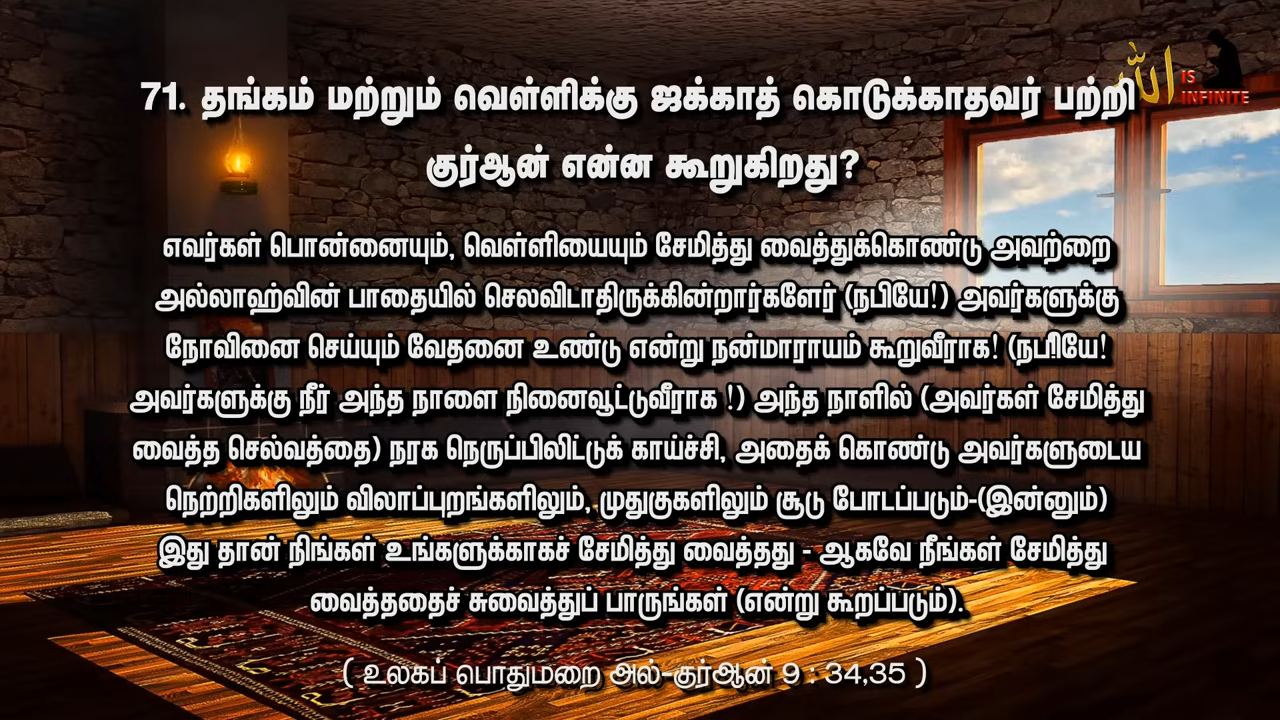 71. தங்கம் மற்றும் வெள்ளிக்கு ஜக்காத் கொடுக்காதவர் பற்றி
குர்ஆன் என்ன கூறுகிறது?
الله
IS
INFINITE
எவர்கள் பொன்னையும், வெள்ளியையும் சேமித்து வைத்துக்கொண்டு அவற்றை
அல்லாஹ்வின் பாதையில் செலவிடாதிருக்கின்றார்களேர் (நபியே!) அவர்களுக்கு
நோவினை செய்யும் வேதனை உண்டு என்று நன்மாராயம் கூறுவீராக! (நபியே!
அவர்களுக்கு நீர் அந்த நாளை நினைவூட்டுவீராக !) அந்த நாளில் (அவர்கள் சேமித்து
வைத்த செல்வத்தை) நரக நெருப்பிலிட்டுக் காய்ச்சி, அதைக் கொண்டு அவர்களுடைய
நெற்றிகளிலும் விலாப்புறங்களிலும், முதுகுகளிலும் சூடு போடப்படும்-(இன்னும்)
இது தான் நிங்கள் உங்களுக்காகச் சேமித்து வைத்தது - ஆகவே நீங்கள் சேமித்து
வைத்ததைச் சுவைத்துப் பாருங்கள் (என்று கூறப்படும்).
( உலகப் பொதுமறை அல்-குர்ஆன் 9 : 34,35 )